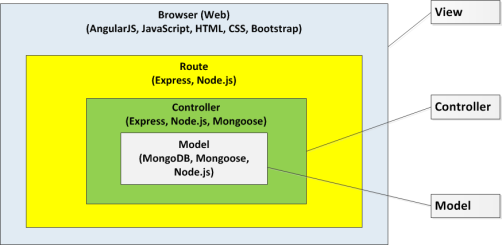 Browser (Web)
(AngularJS, JavaScript, HTML, CSS, Bootstrap)
Route
(Express, Node.js)
Controller
(Express, Node.js, Mongoose)
Model
(MongoDB, Mongoose,
Node.js)
View
Controller
Model